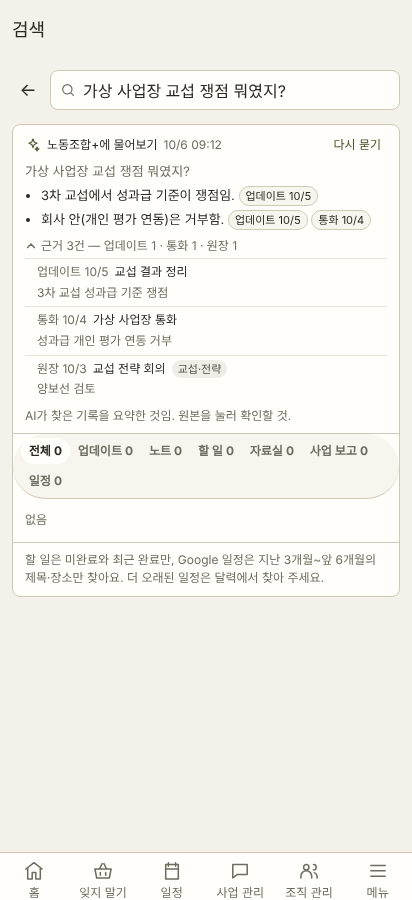 검색
가상 사업장 교섭 쟁점 뭐였지?
노동조합+에 물어보기 10/6 09:12 다시 묻기
가상 사업장 교섭 쟁점 뭐였지?
• 3차 교섭에서 성과급 기준이 쟁점임. 업데이트 10/5
• 회사 안(개인 평가 연동)은 거부함. 업데이트 10/5 통화 10/4
근거 3건 — 업데이트 1 · 통화 1 · 원장 1
업데이트 10/5 교섭 결과 정리
3차 교섭 성과급 기준 쟁점
통화 10/4 가상 사업장 통화
성과급 개인 평가 연동 거부
원장 10/3 교섭 전략 회의 교섭·전략
양보선 검토
AI가 찾은 기록을 요약한 것임. 원본을 눌러 확인할 것.
전체 0 업데이트 0 노트 0 할 일 0 자료실 0 사업 보고 0
일정 0
없음
할 일은 미완료와 최근 완료만, Google 일정은 지난 3개월~앞 6개월의
제목·장소만 찾아요. 더 오래된 일정은 달력에서 찾아 주세요.
홈 잊지 말기 일정 사업 관리 조직 관리 메뉴